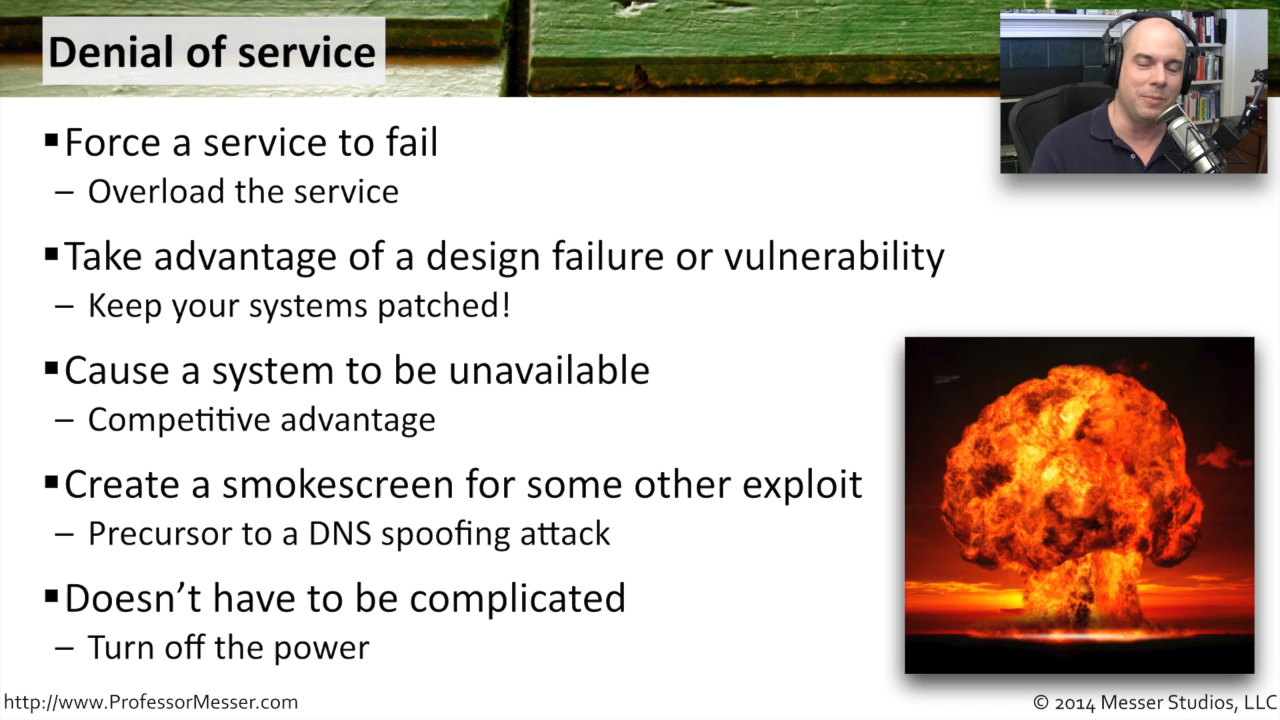 Denial of service
▪Force a service to fail
– Overload the service
▪Take advantage of a design failure or vulnerability
– Keep your systems patched!
▪Cause a system to be unavailable
– Competitive advantage
▪Create a smokescreen for some other exploit
– Precursor to a DNS spoofing attack
▪Doesn’t have to be complicated
– Turn off the power
http://www.ProfessorMesser.com
© 2014 Messer Studios, LLC